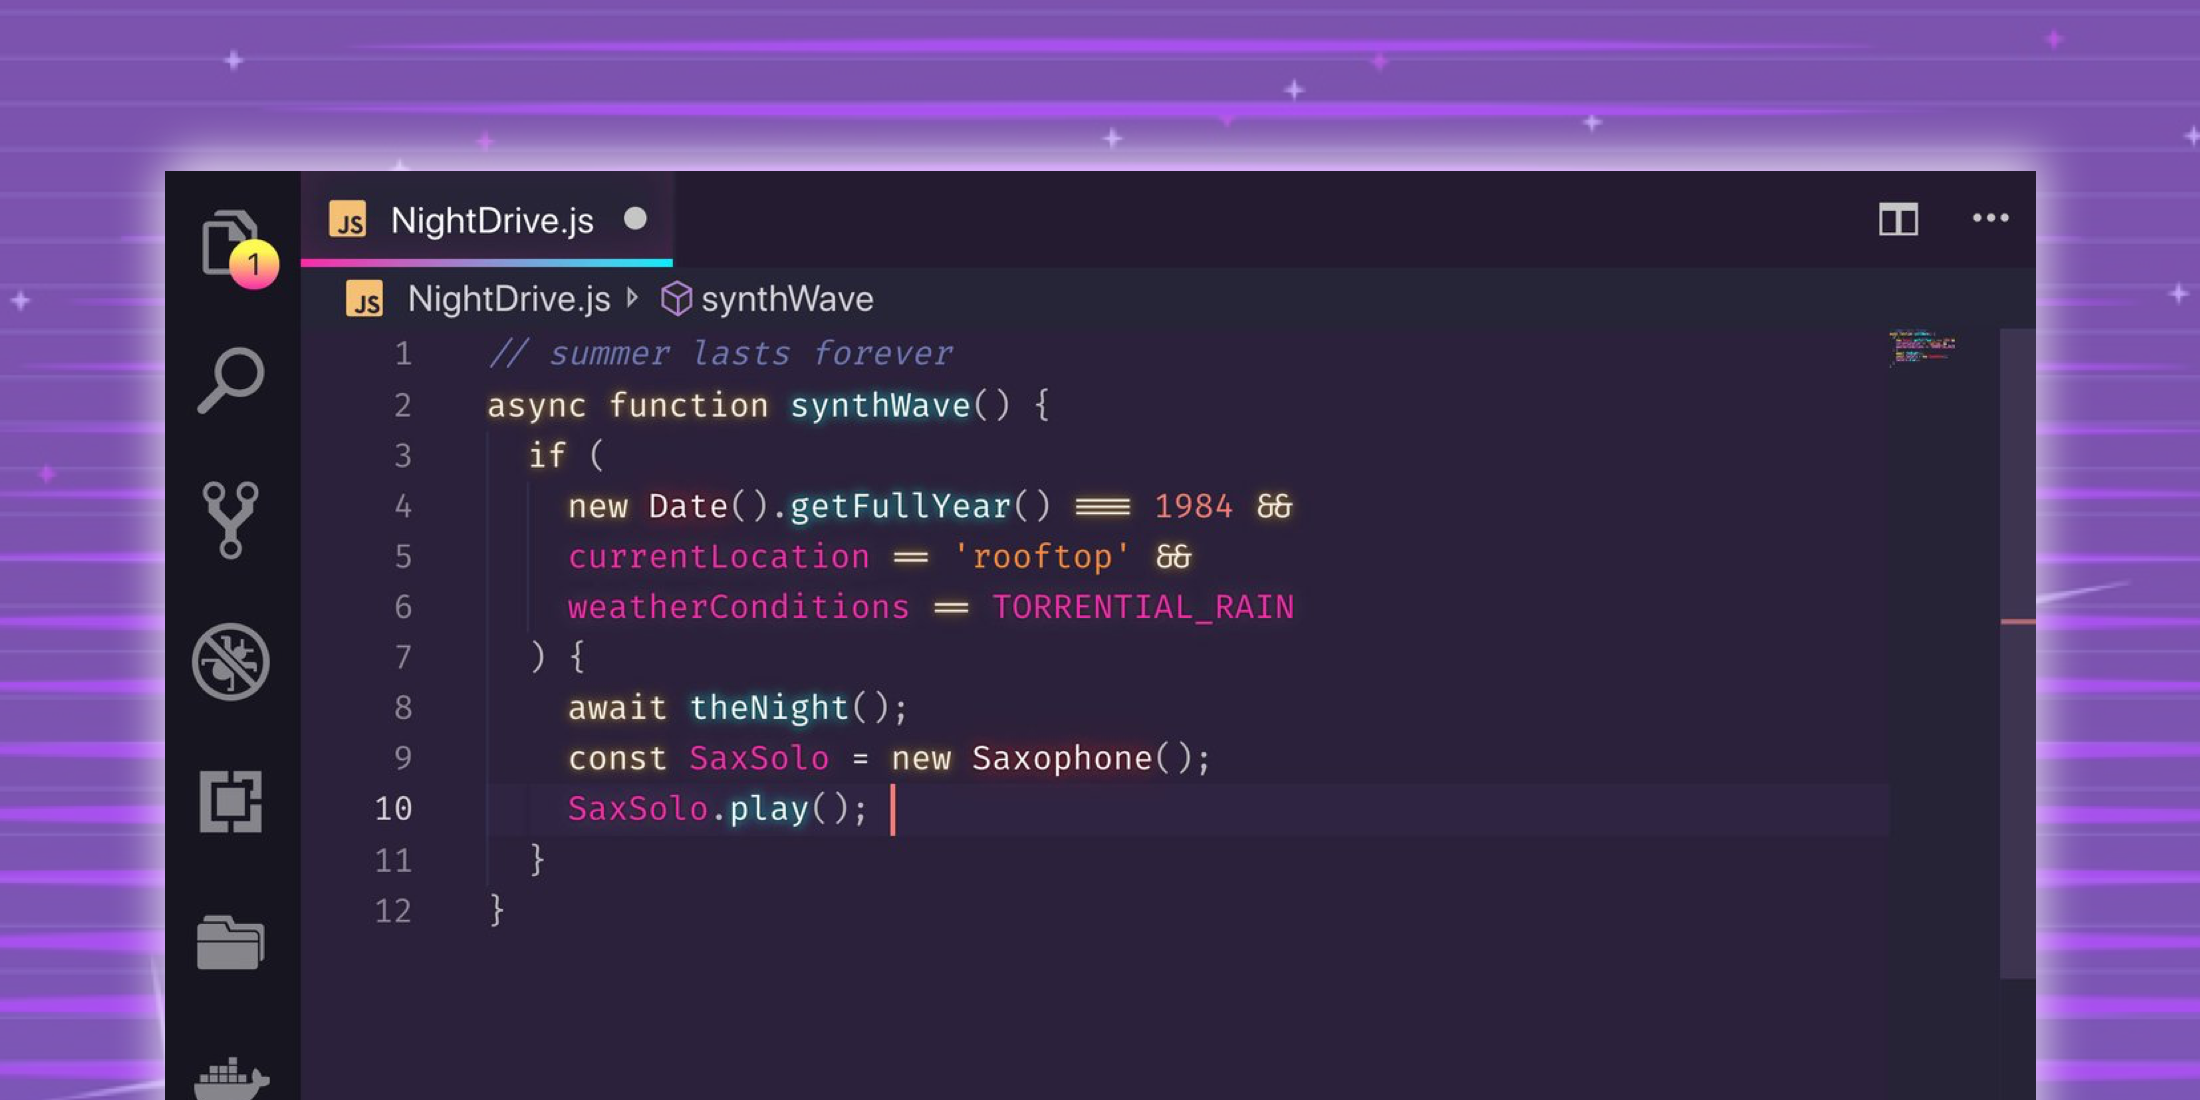 JS NightDrive.js
1
JS NightDrive.js synthWave
1 // summer lasts forever
2 async function synthWave() {
3 if (
4 new Date().getFullYear() === 1984 &&
5 currentLocation == 'rooftop' &&
6 weatherConditions == TORRENTIAL_RAIN
7 ) {
8 await theNight();
9 const SaxSolo = new Saxophone();
10 SaxSolo.play();
11 }
12 }